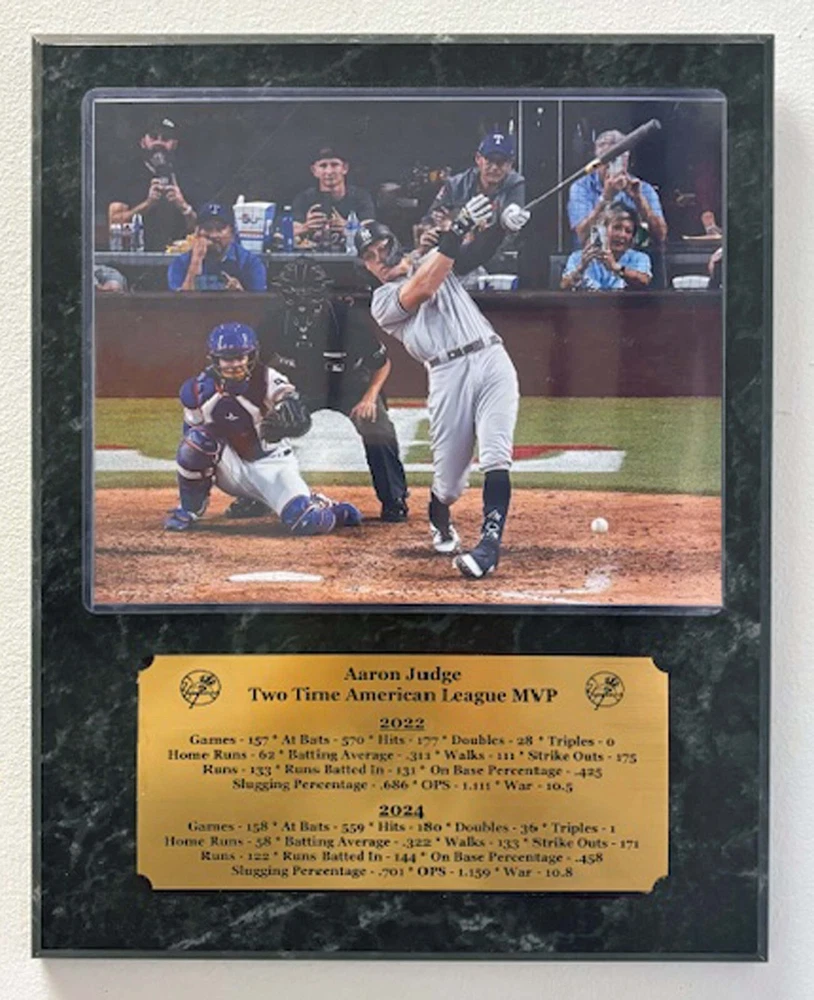 T
T
Aaron Judge
Two Time American League MVP
2022
Games - 157 * At Bats - 570 * Hits - 177 * Doubles - 28 * Triples - 0
Home Runs - 62 * Batting Average - .311 * Walks - 111 * Strike Outs - 175
Runs - 133 * Runs Batted In - 131 * On Base Percentage - .425
Slugging Percentage - .686 * OPS - 1.111 * War - 10.5
2024
Games - 158 * At Bats - 559 * Hits - 180 * Doubles - 36 * Triples - 1
Home Runs - 58 * Batting Average - .322 * Walks - 133 * Strike Outs - 171
Runs - 122 * Runs Batted In - 144 * On Base Percentage - .458
Slugging Percentage - .701 * OPS - 1.159 * War - 10.8